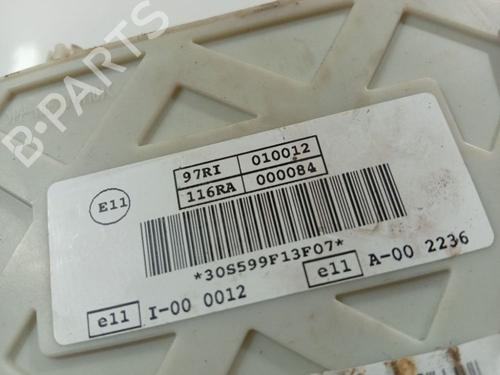 B-PARTS
E11
97RI 010012
116RA 000084
*30S599F13F07*
e11 I-00 0012
e11 A-00 2236